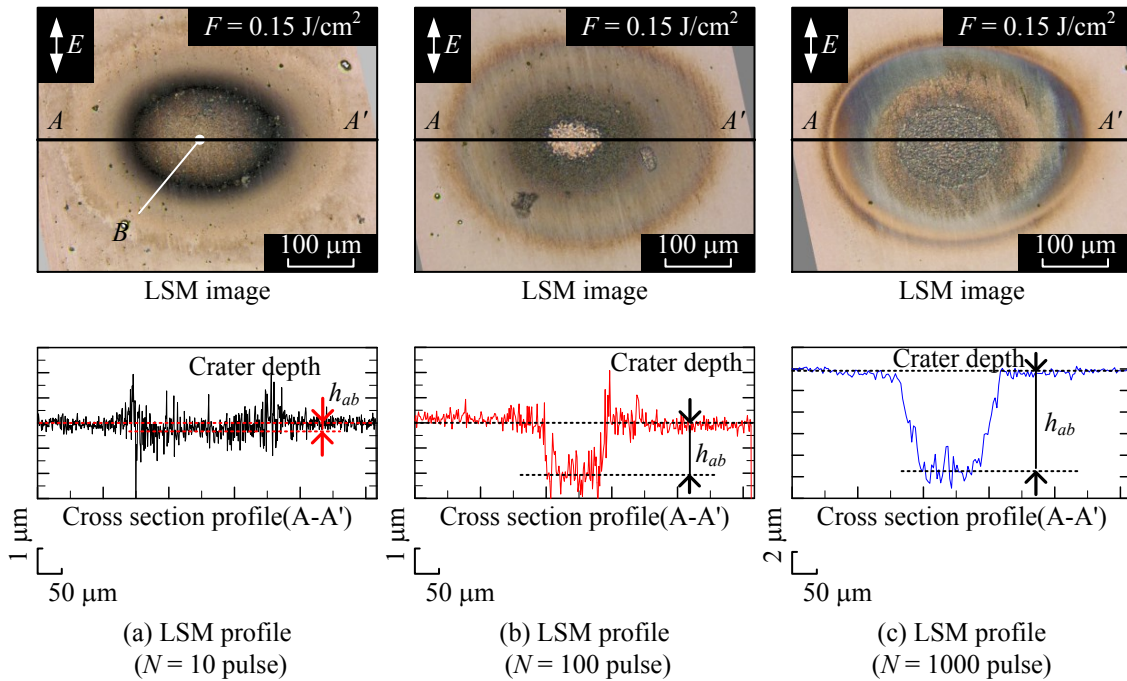 E
F = 0.15 J/cm²
A
A'
B
100 μm
LSM image
E
F = 0.15 J/cm²
A
A'
100 μm
LSM image
E
F = 0.15 J/cm²
A
A'
100 μm
LSM image
Crater depth
h_ab
Cross section profile(A-A')
1 μm
50 μm
(a) LSM profile
(N = 10 pulse)
Crater depth
h_ab
Cross section profile(A-A')
1 μm
50 μm
(b) LSM profile
(N = 100 pulse)
Crater depth
h_ab
Cross section profile(A-A')
2 μm
50 μm
(c) LSM profile
(N = 1000 pulse)